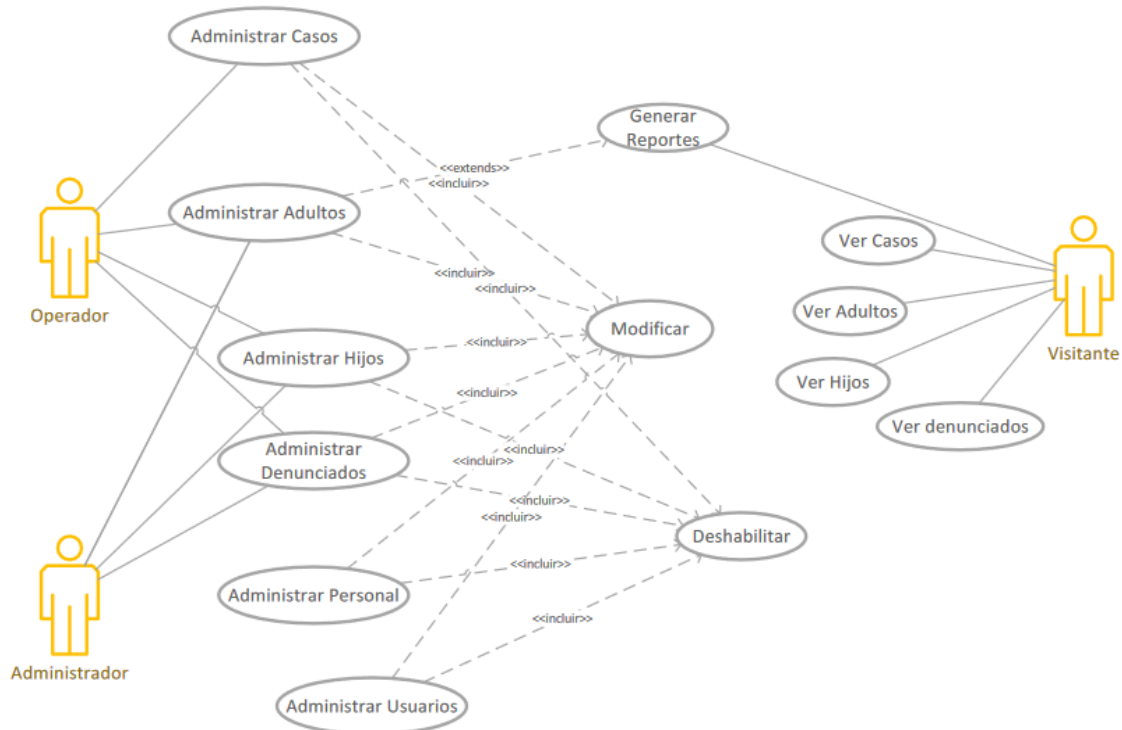 Administrar Casos
Generar
Reportes
<<extends>>
<<incluir>>
Administrar Adultos
Ver Casos
<<incluir>>
<<incluir>>
Operador
Ver Adultos
Modificar
Administrar Hijos
<<incluir>>
Visitante
Ver Hijos
Ver denunciados
Administrar
Denunciados
<<incluir>>
<<incluir>>
<<incluir>>
<<incluir>>
<<incluir>>
Deshabilitar
<<incluir>>
Administrar Personal
<<incluir>>
Administrador
Administrar Usuarios